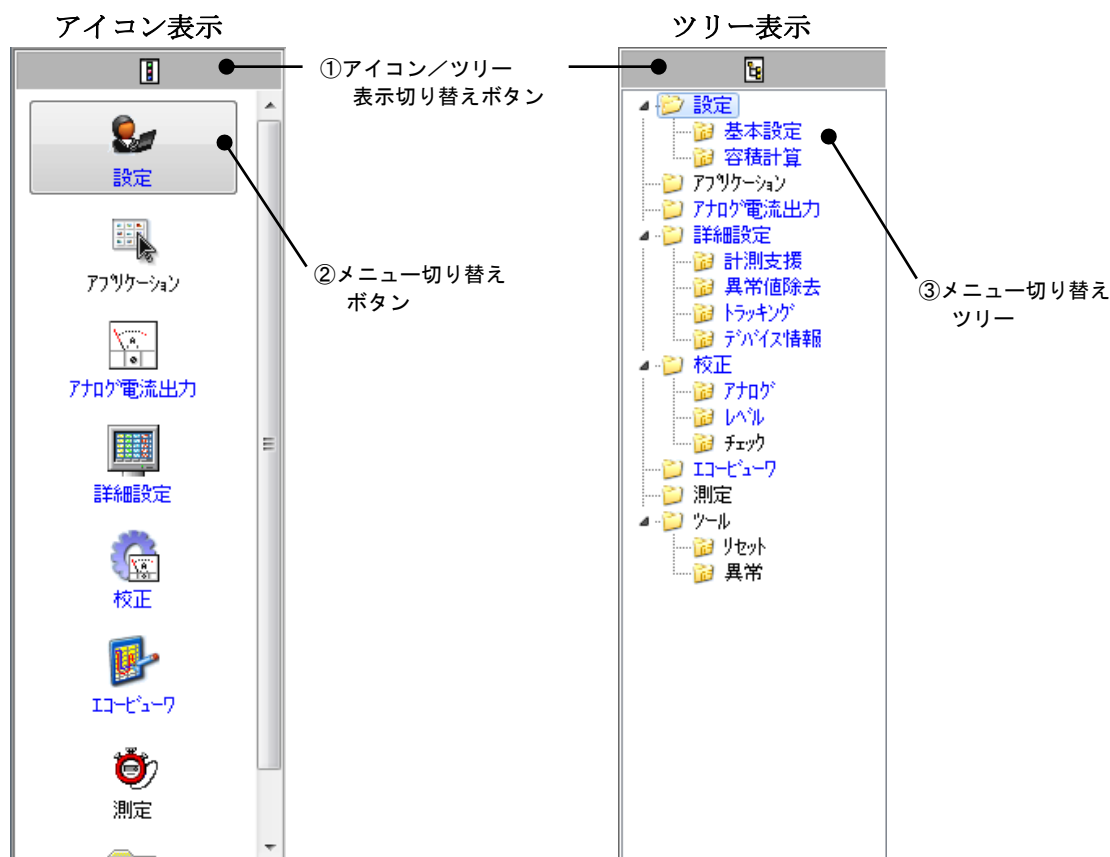 アイコン表示
ツリー表示
①アイコン／ツリー
表示切り替えボタン
設定
ｱﾌﾟﾘｹｰｼｮﾝ
ｱﾅﾛｸﾞ電流出力
詳細設定
校正
ｴｺｰﾋﾞｭｰﾜ
測定
②メニュー切り替え
ボタン
設定
基本設定
容積計算
ｱﾌﾟﾘｹｰｼｮﾝ
ｱﾅﾛｸﾞ電流出力
詳細設定
計測支援
異常値除去
ﾄﾗｯｷﾝｸﾞ
ﾃﾞﾊﾞｲｽ情報
校正
ｱﾅﾛｸﾞ
ﾚﾍﾞﾙ
ﾁｪｯｸ
ｴｺｰﾋﾞｭｰﾜ
測定
ﾂｰﾙ
ﾘｾｯﾄ
異常
③メニュー切り替え
ツリー